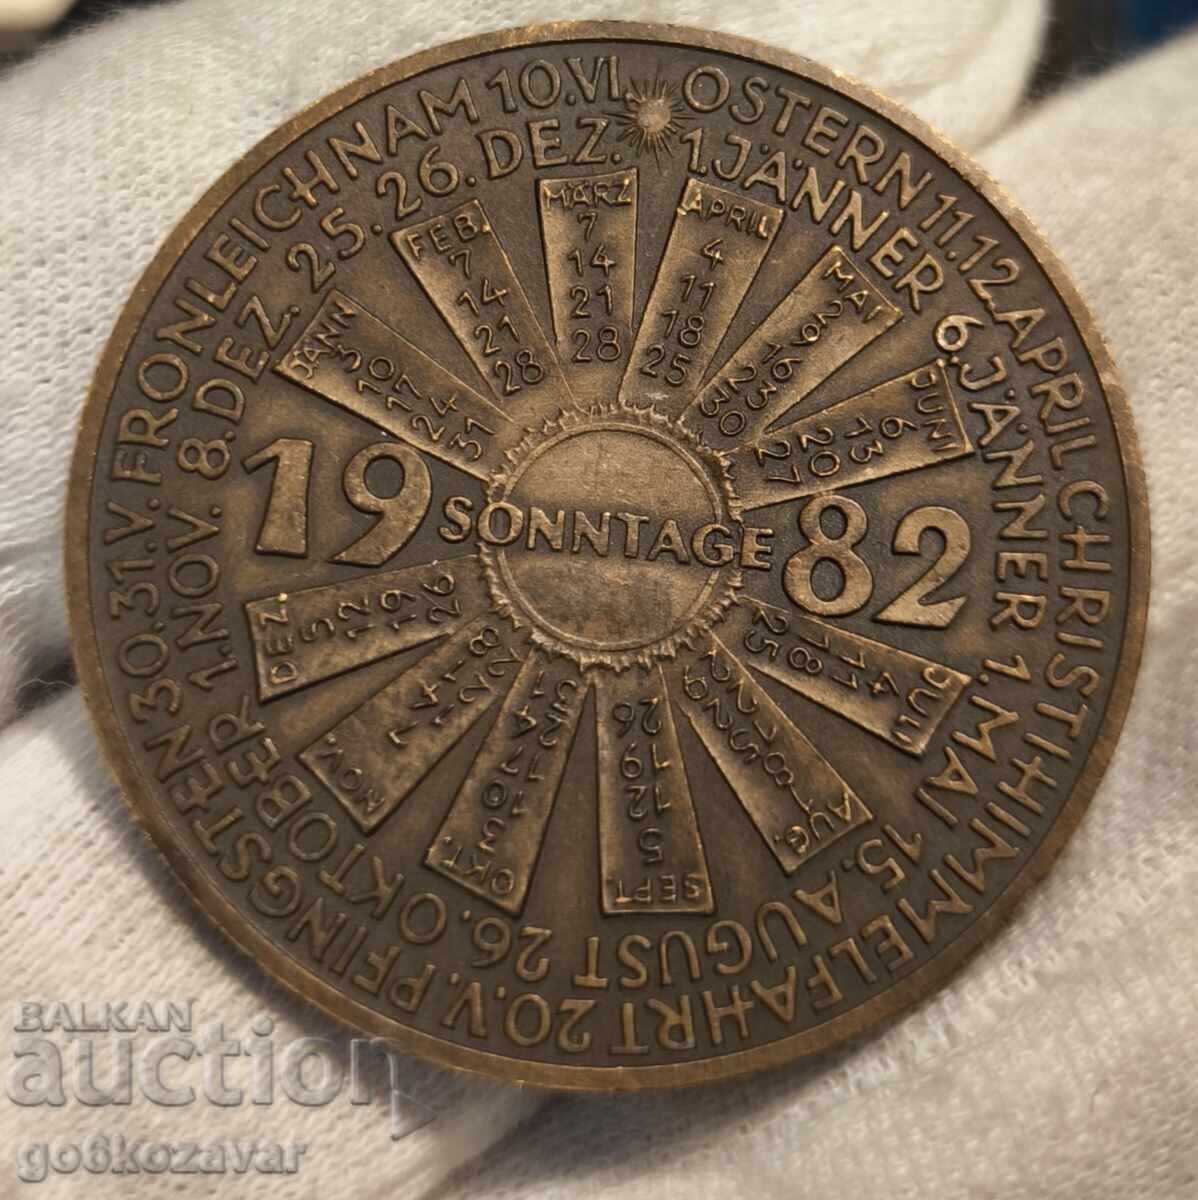 OSTERN 11. 12. APRIL CHRISTI HIMMELFAHRT 20. V. PFINGSTEN 30. 31. V. FRONLEICHNAM 10. VI.
1. JÄNNER 6. JÄNNER 1. MAI 15. AUGUST 26. OKTOBER 1. NOV. 8. DEZ. 25. 26. DEZ.
19 SONNTAGE 82
JÄNN 3 10 17 24 31
FEB. 7 14 21 28
MÄRZ 7 14 21 28
APRIL 4 11 18 25
MAI 2 9 16 23 30
JUNI 6 13 20 27
JULI 4 11 18 25
AUG. 1 8 15 22 29
SEPT 5 12 19 26
OKT. 3 10 17 24 31
NOV. 7 14 21 28
DEZ. 5 12 19 26
BALKAN
auction
go6kozavar